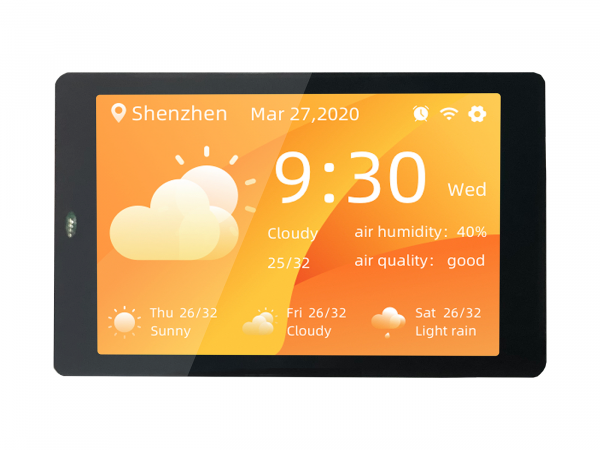 Shenzhen Mar 27,2020
9:30 Wed
Cloudy air humidity: 40%
25/32 air quality: good
Thu 26/32 Fri 26/32 Sat 26/32
Sunny Cloudy Light rain